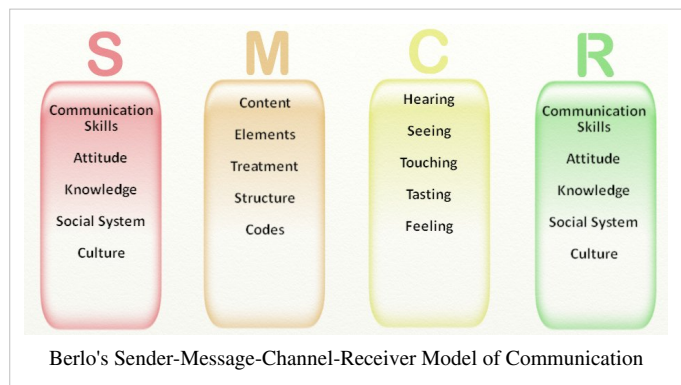 S
Communication
Skills
Attitude
Knowledge
Social System
Culture
M
Content
Elements
Treatment
Structure
Codes
C
Hearing
Seeing
Touching
Tasting
Feeling
R
Communication
Skills
Attitude
Knowledge
Social System
Culture
Berlo's Sender-Message-Channel-Receiver Model of Communication